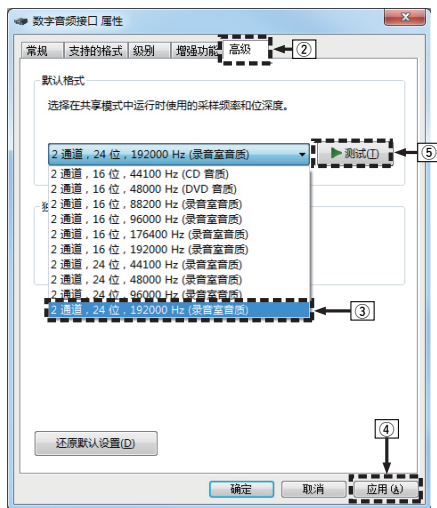 数字音频接口 属性
常规 支持的格式 级别 增强功能 高级 ②
默认格式
选择在共享模式中运行时使用的采样频率和位深度。
2 通道，24 位，192000 Hz (录音室音质) ▶测试(T) ⑤
2 通道，16 位，44100 Hz (CD 音质)
2 通道，16 位，48000 Hz (DVD 音质)
2 通道，16 位，88200 Hz (录音室音质)
2 通道，16 位，96000 Hz (录音室音质)
2 通道，16 位，176400 Hz (录音室音质)
2 通道，16 位，192000 Hz (录音室音质)
2 通道，24 位，44100 Hz (录音室音质)
2 通道，24 位，48000 Hz (录音室音质)
2 通道，24 位，96000 Hz (录音室音质)
2 通道，24 位，192000 Hz (录音室音质) ③
还原默认设置(D)
④
确定 取消 应用(A)